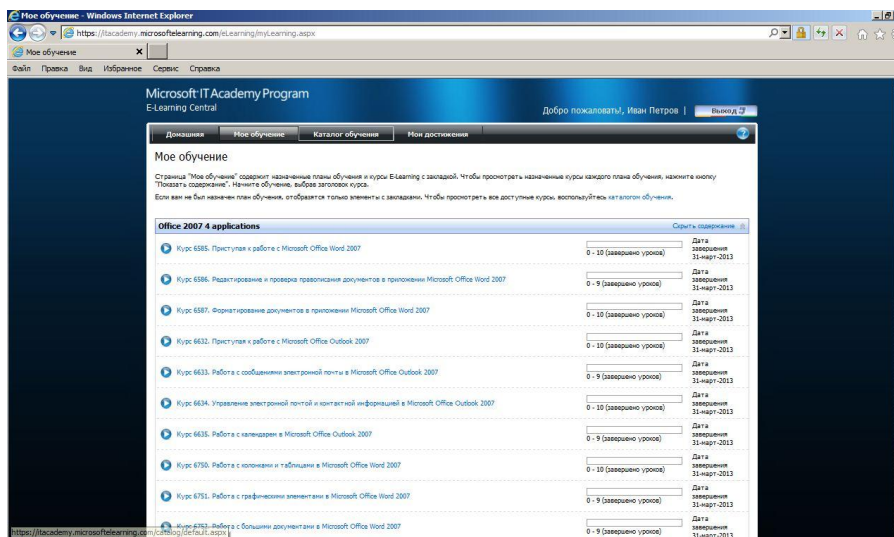 Мое обучение - Windows Internet Explorer
https://itacademy.microsoftelearning.com/eLearning/myLearning.aspx
Мое обучение
Файл Правка Вид Избранное Сервис Справка
Microsoft IT Academy Program
E-Learning Central
Добро пожаловать!, Иван Петров | Выход
Домашняя Мое обучение Каталог обучения Мои достижения
Мое обучение
Страница "Мое обучение" содержит назначенные планы обучения и курсы E-Learning с закладкой. Чтобы просмотреть назначенные курсы каждого плана обучения, нажмите кнопку
"Показать содержание". Начните обучение, выбрав заголовок курса.
Если вам не был назначен план обучения, отобразятся только элементы с закладками. Чтобы просмотреть все доступные курсы, воспользуйтесь каталогом обучения.
Office 2007 4 applications Скрыть содержание
Курс 6585. Приступая к работе с Microsoft Office Word 2007
0 - 10 (завершено уроков)
Дата
завершения
31-март-2013
Курс 6586. Редактирование и проверка правописания документов в приложении Microsoft Office Word 2007
0 - 9 (завершено уроков)
Дата
завершения
31-март-2013
Курс 6587. Форматирование документов в приложении Microsoft Office Word 2007
0 - 10 (завершено уроков)
Дата
завершения
31-март-2013
Курс 6632. Приступая к работе с Microsoft Office Outlook 2007
0 - 10 (завершено уроков)
Дата
завершения
31-март-2013
Курс 6633. Работа с сообщениями электронной почты в Microsoft Office Outlook 2007
0 - 9 (завершено уроков)
Дата
завершения
31-март-2013
Курс 6634. Управление электронной почтой и контактной информацией в Microsoft Office Outlook 2007
0 - 10 (завершено уроков)
Дата
завершения
31-март-2013
Курс 6635. Работа с календарем в Microsoft Office Outlook 2007
0 - 9 (завершено уроков)
Дата
завершения
31-март-2013
Курс 6750. Работа с колонками и таблицами в Microsoft Office Word 2007
0 - 10 (завершено уроков)
Дата
завершения
31-март-2013
Курс 6751. Работа с графическими элементами в Microsoft Office Word 2007
0 - 9 (завершено уроков)
Дата
завершения
31-март-2013
Курс 6752. Работа с большими документами в Microsoft Office Word 2007
0 - 9 (завершено уроков)
Дата
завершения
31-март-2013
https://itacademy.microsoftelearning.com/catalog/default.aspx